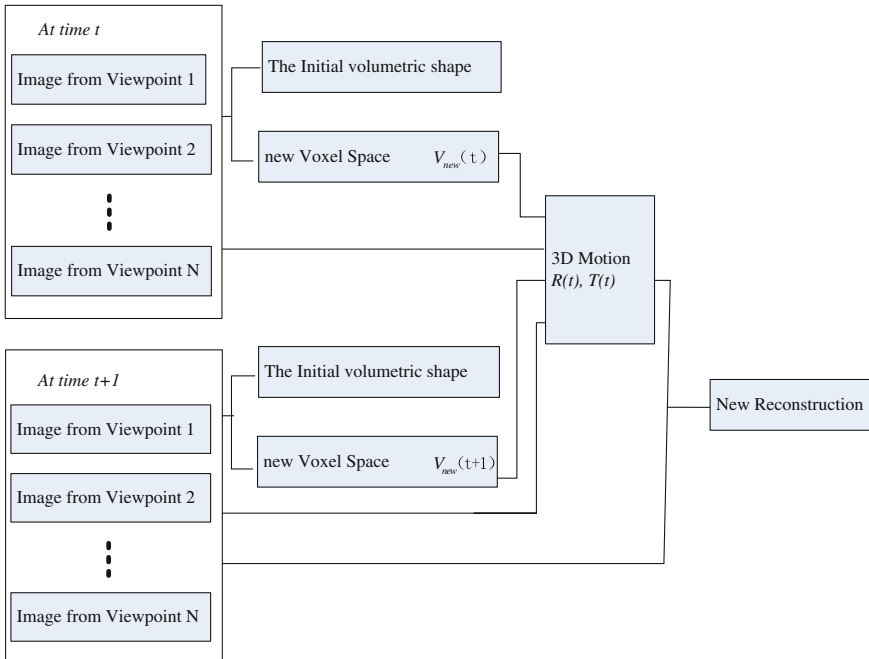 At time t
Image from Viewpoint 1
Image from Viewpoint 2
Image from Viewpoint N
The Initial volumetric shape
new Voxel Space V_new(t)
3D Motion
R(t), T(t)
At time t+1
Image from Viewpoint 1
Image from Viewpoint 2
Image from Viewpoint N
The Initial volumetric shape
new Voxel Space V_new(t+1)
New Reconstruction